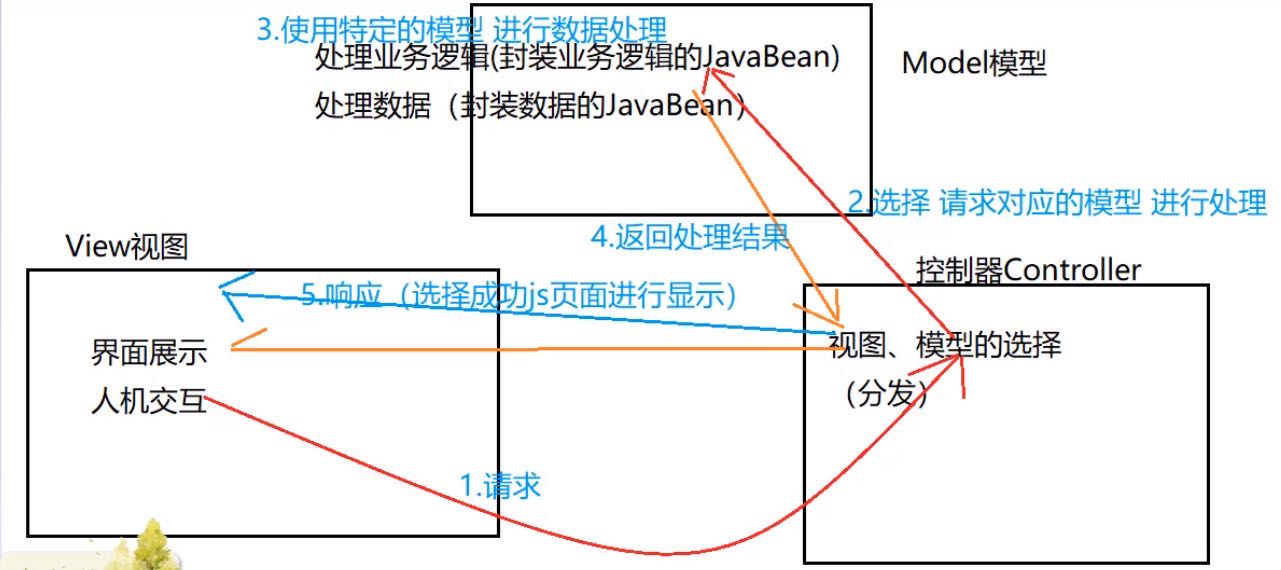 3.使用特定的模型 进行数据处理
处理业务逻辑(封装业务逻辑的JavaBean)
Model模型
处理数据（封装数据的JavaBean）
2.选择 请求对应的模型 进行处理
4.返回处理结果
View视图
控制器Controller
5.响应（选择成功js页面进行显示）
界面展示
视图、模型的选择
人机交互
（分发）
1.请求